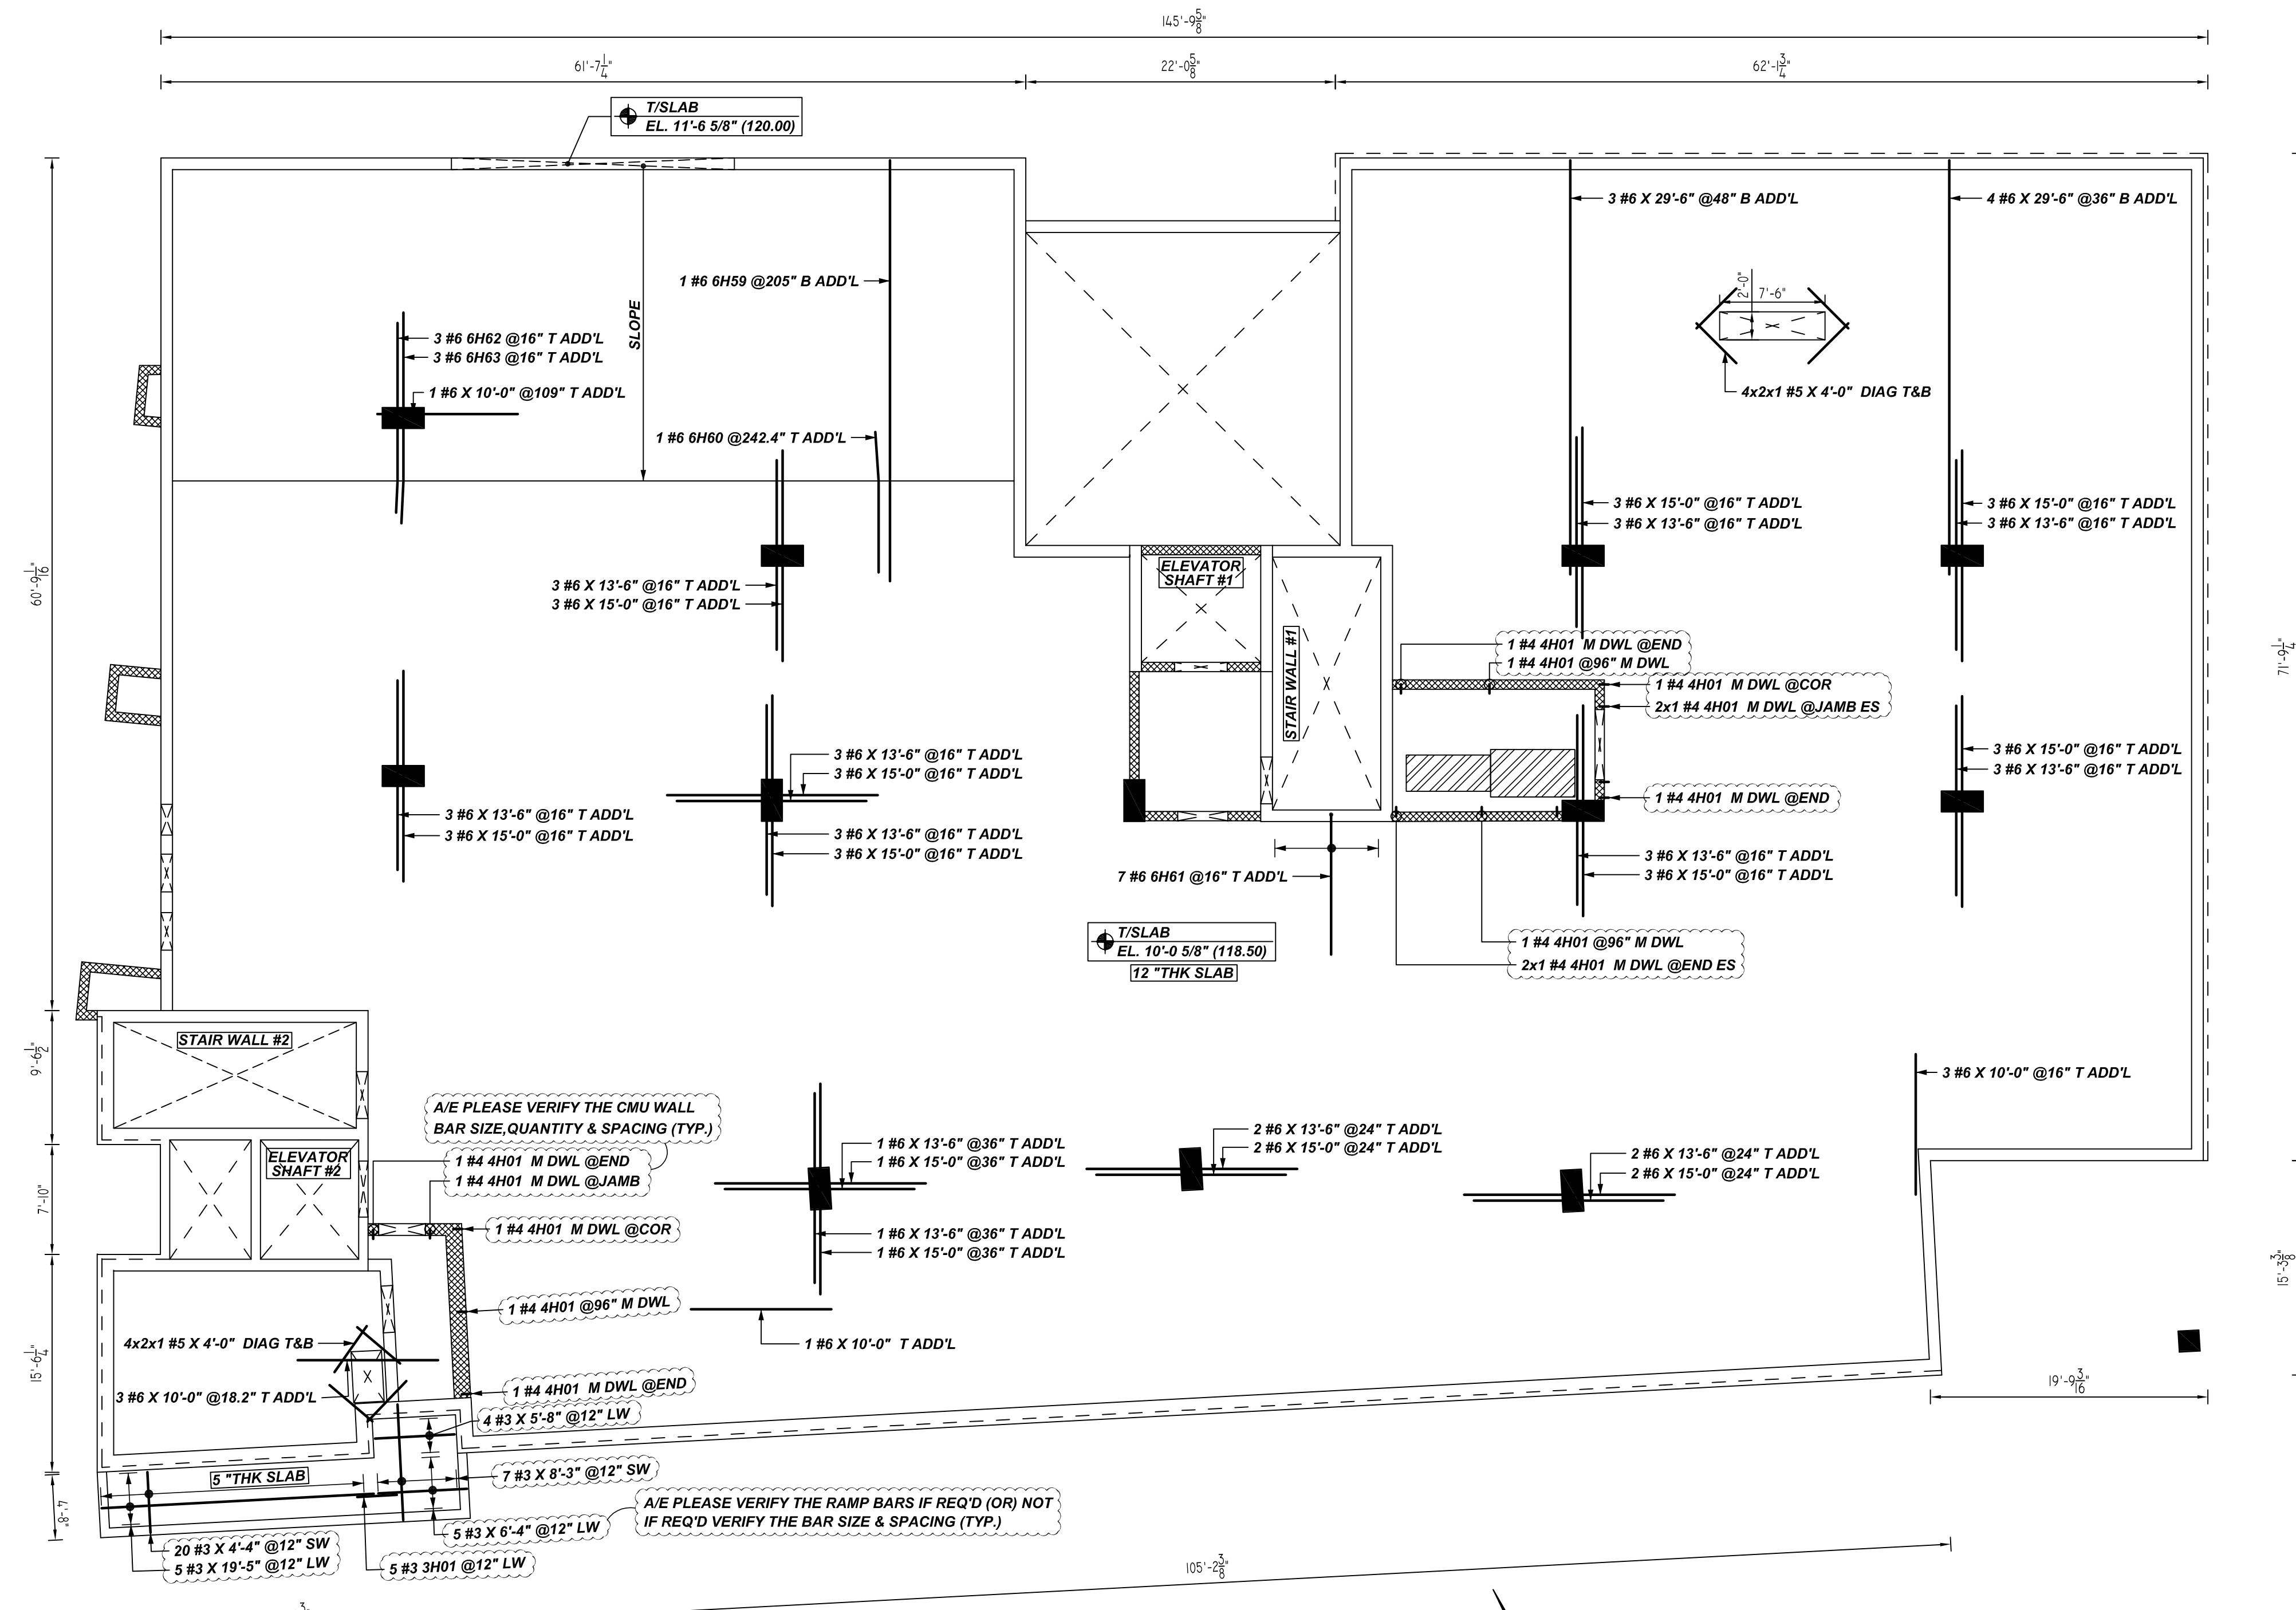 145'-9 5/8"
61'-7 1/4"
22'-0 5/8"
62'-1 3/4"
T/SLAB
EL. 11'-6 5/8" (120.00)
3 #6 X 29'-6" @48" B ADD'L
4 #6 X 29'-6" @36" B ADD'L
1 #6 6H59 @205" B ADD'L
SLOPE
2'-0"
7'-6"
3 #6 6H62 @16" T ADD'L
3 #6 6H63 @16" T ADD'L
1 #6 X 10'-0" @109" T ADD'L
4x2x1 #5 X 4'-0" DIAG T&B
1 #6 6H60 @242.4" T ADD'L
3 #6 X 15'-0" @16" T ADD'L
3 #6 X 13'-6" @16" T ADD'L
3 #6 X 15'-0" @16" T ADD'L
3 #6 X 13'-6" @16" T ADD'L
60'-9 1/16"
3 #6 X 13'-6" @16" T ADD'L
3 #6 X 15'-0" @16" T ADD'L
ELEVATOR
SHAFT #1
STAIR WALL #1
71'-9 1/4"
1 #4 4H01 M DWL @END
1 #4 4H01 @96" M DWL
1 #4 4H01 M DWL @COR
2x1 #4 4H01 M DWL @JAMB ES
3 #6 X 13'-6" @16" T ADD'L
3 #6 X 15'-0" @16" T ADD'L
3 #6 X 15'-0" @16" T ADD'L
3 #6 X 13'-6" @16" T ADD'L
1 #4 4H01 M DWL @END
3 #6 X 13'-6" @16" T ADD'L
3 #6 X 15'-0" @16" T ADD'L
3 #6 X 13'-6" @16" T ADD'L
3 #6 X 15'-0" @16" T ADD'L
3 #6 X 13'-6" @16" T ADD'L
3 #6 X 15'-0" @16" T ADD'L
7 #6 6H61 @16" T ADD'L
T/SLAB
EL. 10'-0 5/8" (118.50)
12 "THK SLAB
1 #4 4H01 @96" M DWL
2x1 #4 4H01 M DWL @END ES
STAIR WALL #2
9'-6 1/2"
3 #6 X 10'-0" @16" T ADD'L
A/E PLEASE VERIFY THE CMU WALL
BAR SIZE,QUANTITY & SPACING (TYP.)
ELEVATOR
SHAFT #2
1 #4 4H01 M DWL @END
1 #4 4H01 M DWL @JAMB
1 #6 X 13'-6" @36" T ADD'L
1 #6 X 15'-0" @36" T ADD'L
2 #6 X 13'-6" @24" T ADD'L
2 #6 X 15'-0" @24" T ADD'L
2 #6 X 13'-6" @24" T ADD'L
2 #6 X 15'-0" @24" T ADD'L
7'-10"
1 #4 4H01 M DWL @COR
1 #6 X 13'-6" @36" T ADD'L
1 #6 X 15'-0" @36" T ADD'L
15'-3 3/8"
1 #4 4H01 @96" M DWL
4x2x1 #5 X 4'-0" DIAG T&B
1 #6 X 10'-0" T ADD'L
15'-6 1/4"
3 #6 X 10'-0" @18.2" T ADD'L
1 #4 4H01 M DWL @END
19'-9 3/16"
4 #3 X 5'-8" @12" LW
5 "THK SLAB
7 #3 X 8'-3" @12" SW
4'-8"
A/E PLEASE VERIFY THE RAMP BARS IF REQ'D (OR) NOT
IF REQ'D VERIFY THE BAR SIZE & SPACING (TYP.)
5 #3 X 6'-4" @12" LW
20 #3 X 4'-4" @12" SW
5 #3 X 19'-5" @12" LW
5 #3 3H01 @12" LW
105'-2 3/8"